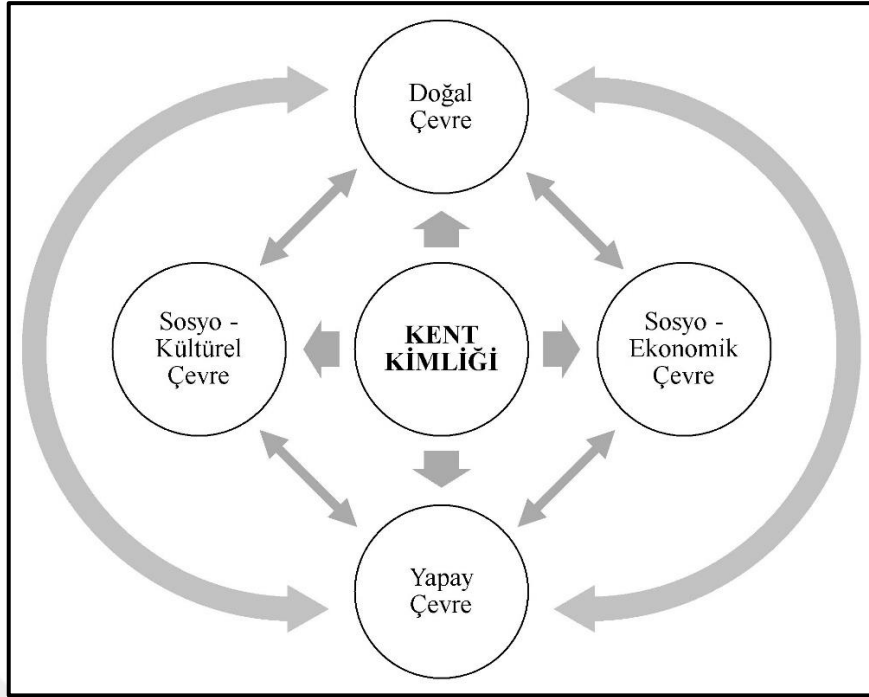 Doğal
Çevre
Sosyo -
Kültürel
Çevre
KENT
KİMLİĞİ
Sosyo -
Ekonomik
Çevre
Yapay
Çevre